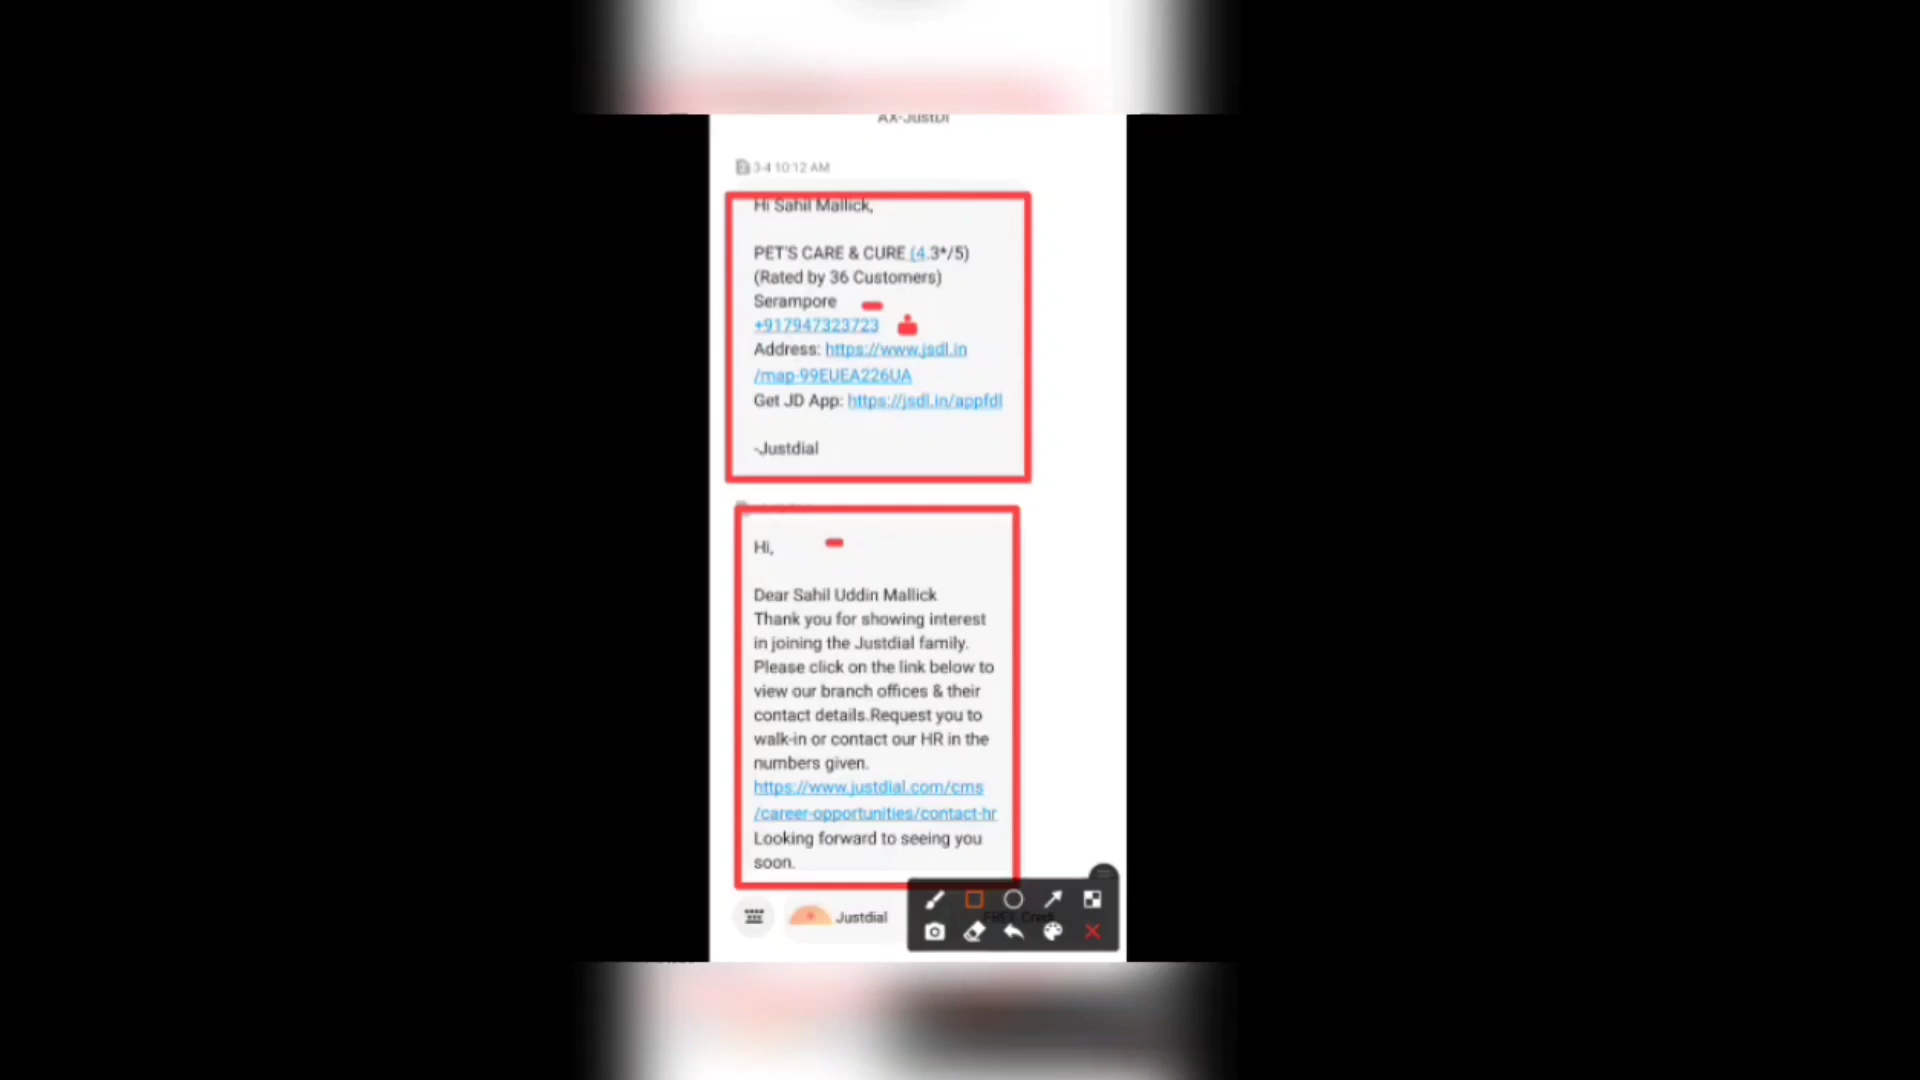 AX-JustDl
3-4 10:12 AM
Hi Sahil Mallick,
PET'S CARE & CURE (4.3*/5)
(Rated by 36 Customers)
Serampore
+917947323723
Address: https://www.jsdl.in
/map-99EUEA226UA
Get JD App: https://jsdl.in/appfdl
-Justdial
Hi,
Dear Sahil Uddin Mallick
Thank you for showing interest
in joining the Justdial family.
Please click on the link below to
view our branch offices & their
contact details.Request you to
walk-in or contact our HR in the
numbers given.
https://www.justdial.com/cms
/career-opportunities/contact-hr
Looking forward to seeing you
soon.
Justdial
FREE